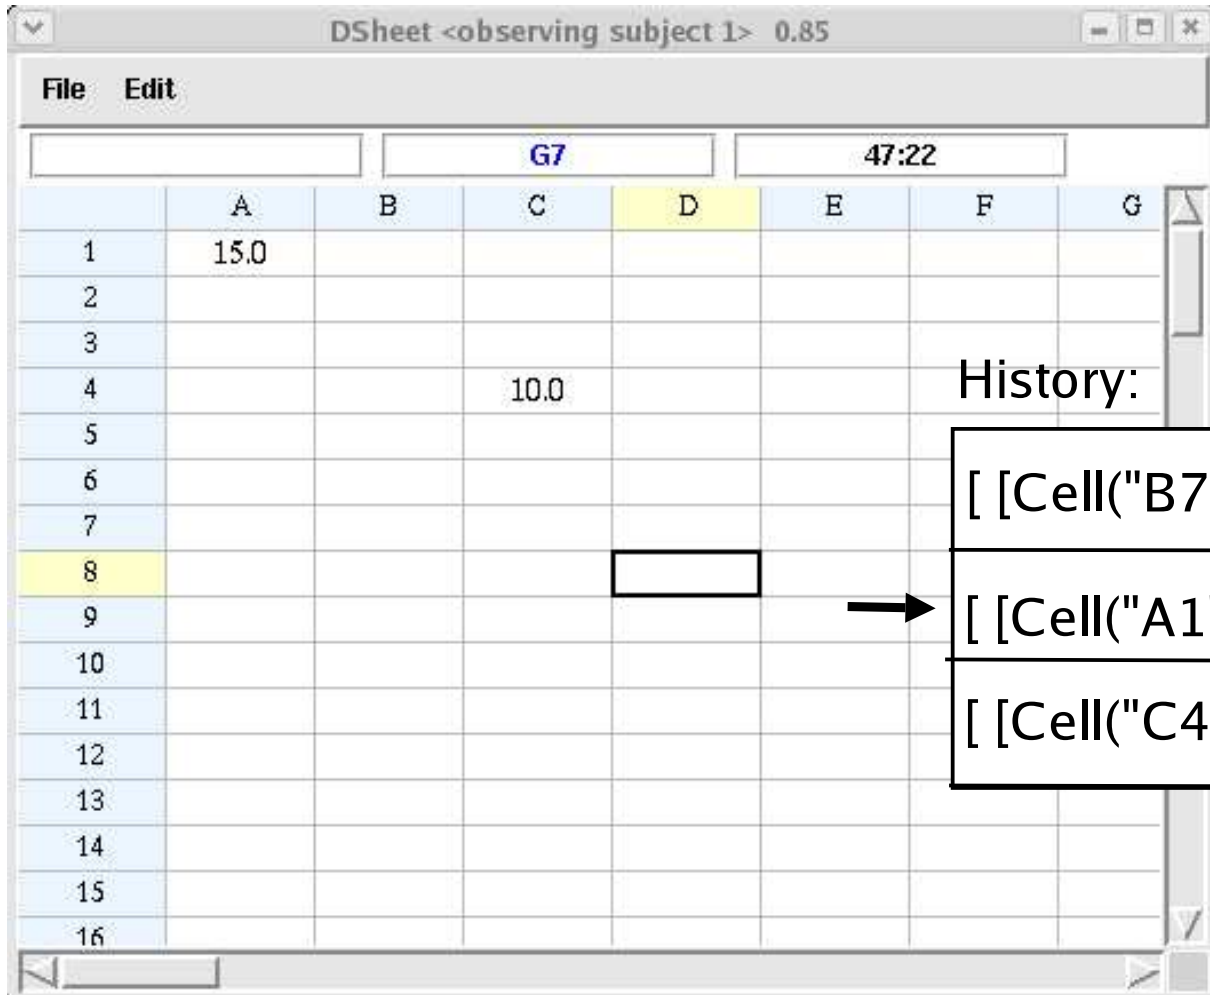 DSheet <observing subject 1> 0.85
File Edit
G7 47:22
A B C D E F G
1 15.0
2
3
4 10.0
History:
5
6
[ [Cell("B7
7
8
9
[ [Cell("A1
10
11
[ [Cell("C4
12
13
14
15
16